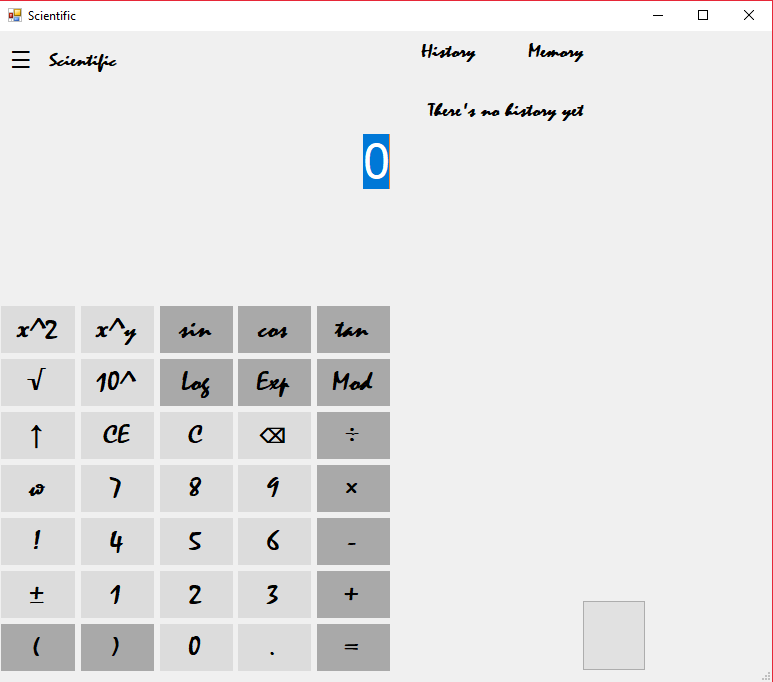 Scientific
☰ Scientific
History Memory
There's no history yet
0
x^2 x^y sin cos tan
√ 10^ Log Exp Mod
↑ CE C ⌫ ÷
7 8 9 ×
! 4 5 6 -
± 1 2 3 +
( ) 0 . =